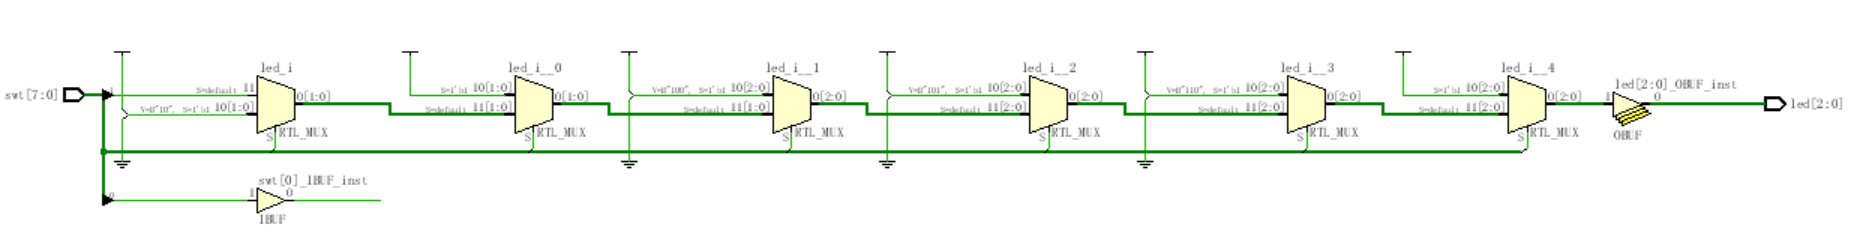 swt[7:0]
led_i
S=default I1
V=B"10", S=1'b1 I0[1:0]
O[1:0]
S
RTL_MUX
led_i__0
S=1'b1 I0[1:0]
S=default I1[1:0]
O[1:0]
S
RTL_MUX
led_i__1
V=B"100", S=1'b1 I0[2:0]
S=default I1[1:0]
O[2:0]
S
RTL_MUX
led_i__2
V=B"101", S=1'b1 I0[2:0]
S=default I1[2:0]
O[2:0]
S
RTL_MUX
led_i__3
S=1'b1 I0[2:0]
S=default I1[2:0]
O[2:0]
S
RTL_MUX
led_i__4
S=1'b1 I0[2:0]
S=default I1[2:0]
O[2:0]
S
RTL_MUX
led[2:0]_OBUF_inst
I
O
OBUF
led[2:0]
swt[0]_IBUF_inst
0
I
O
IBUF